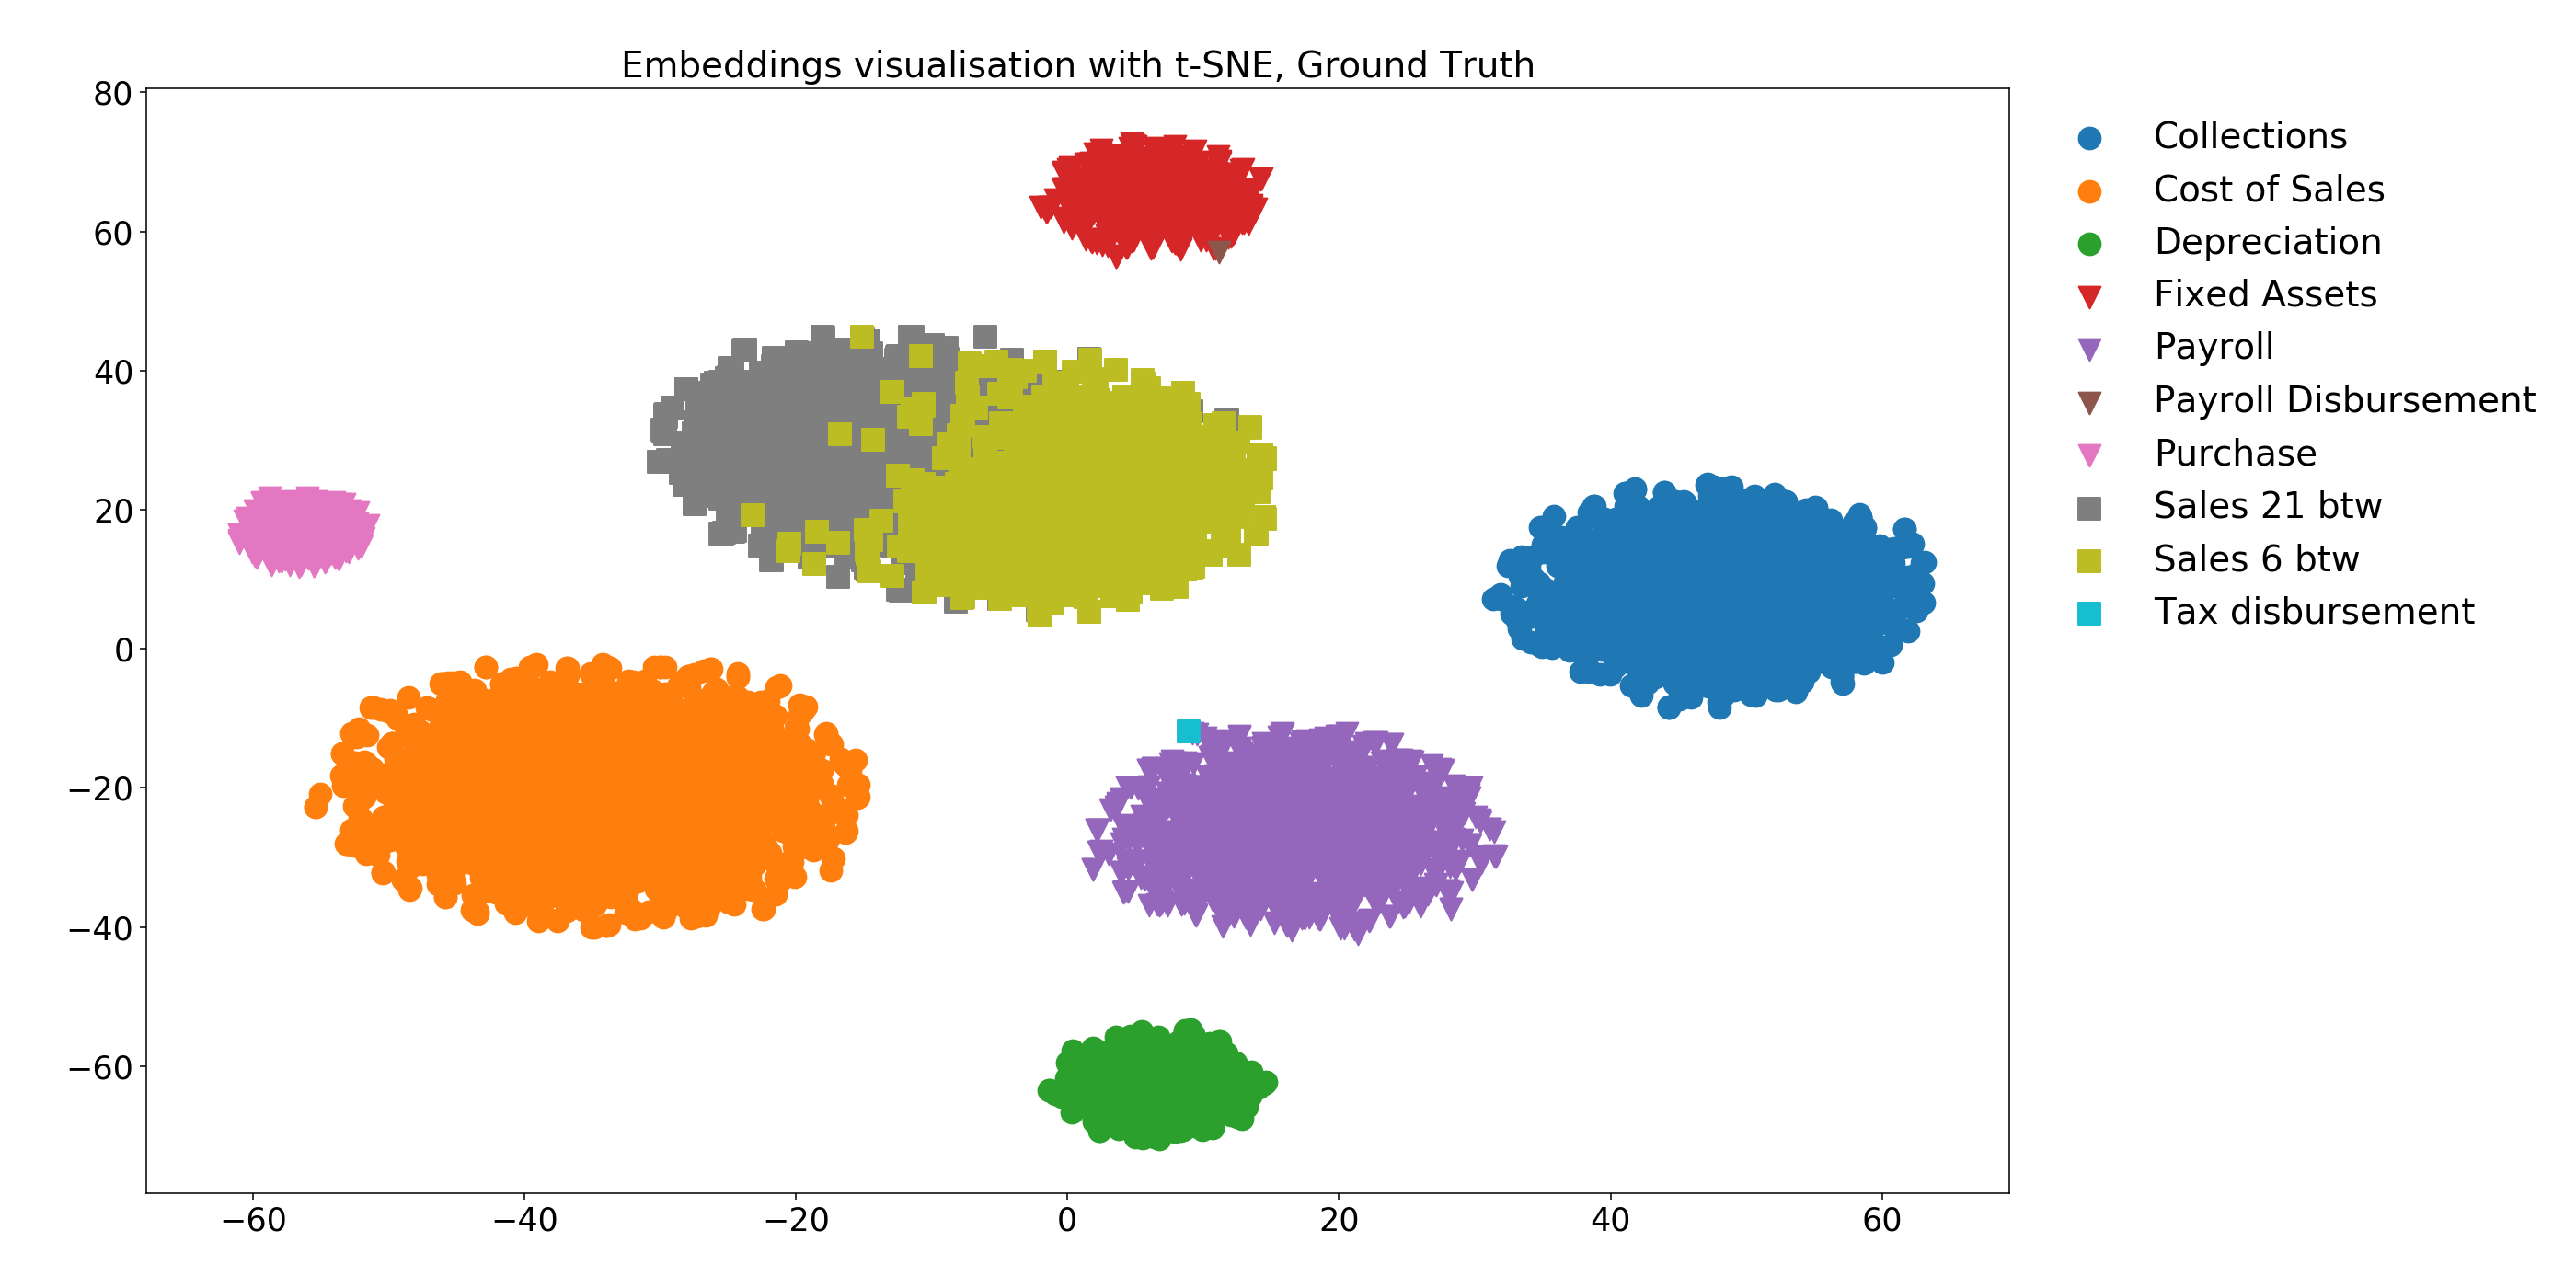 Embeddings visualisation with t-SNE, Ground Truth
80
60
40
20
0
−20
−40
−60
−60 −40 −20 0 20 40 60
Collections
Cost of Sales
Depreciation
Fixed Assets
Payroll
Payroll Disbursement
Purchase
Sales 21 btw
Sales 6 btw
Tax disbursement